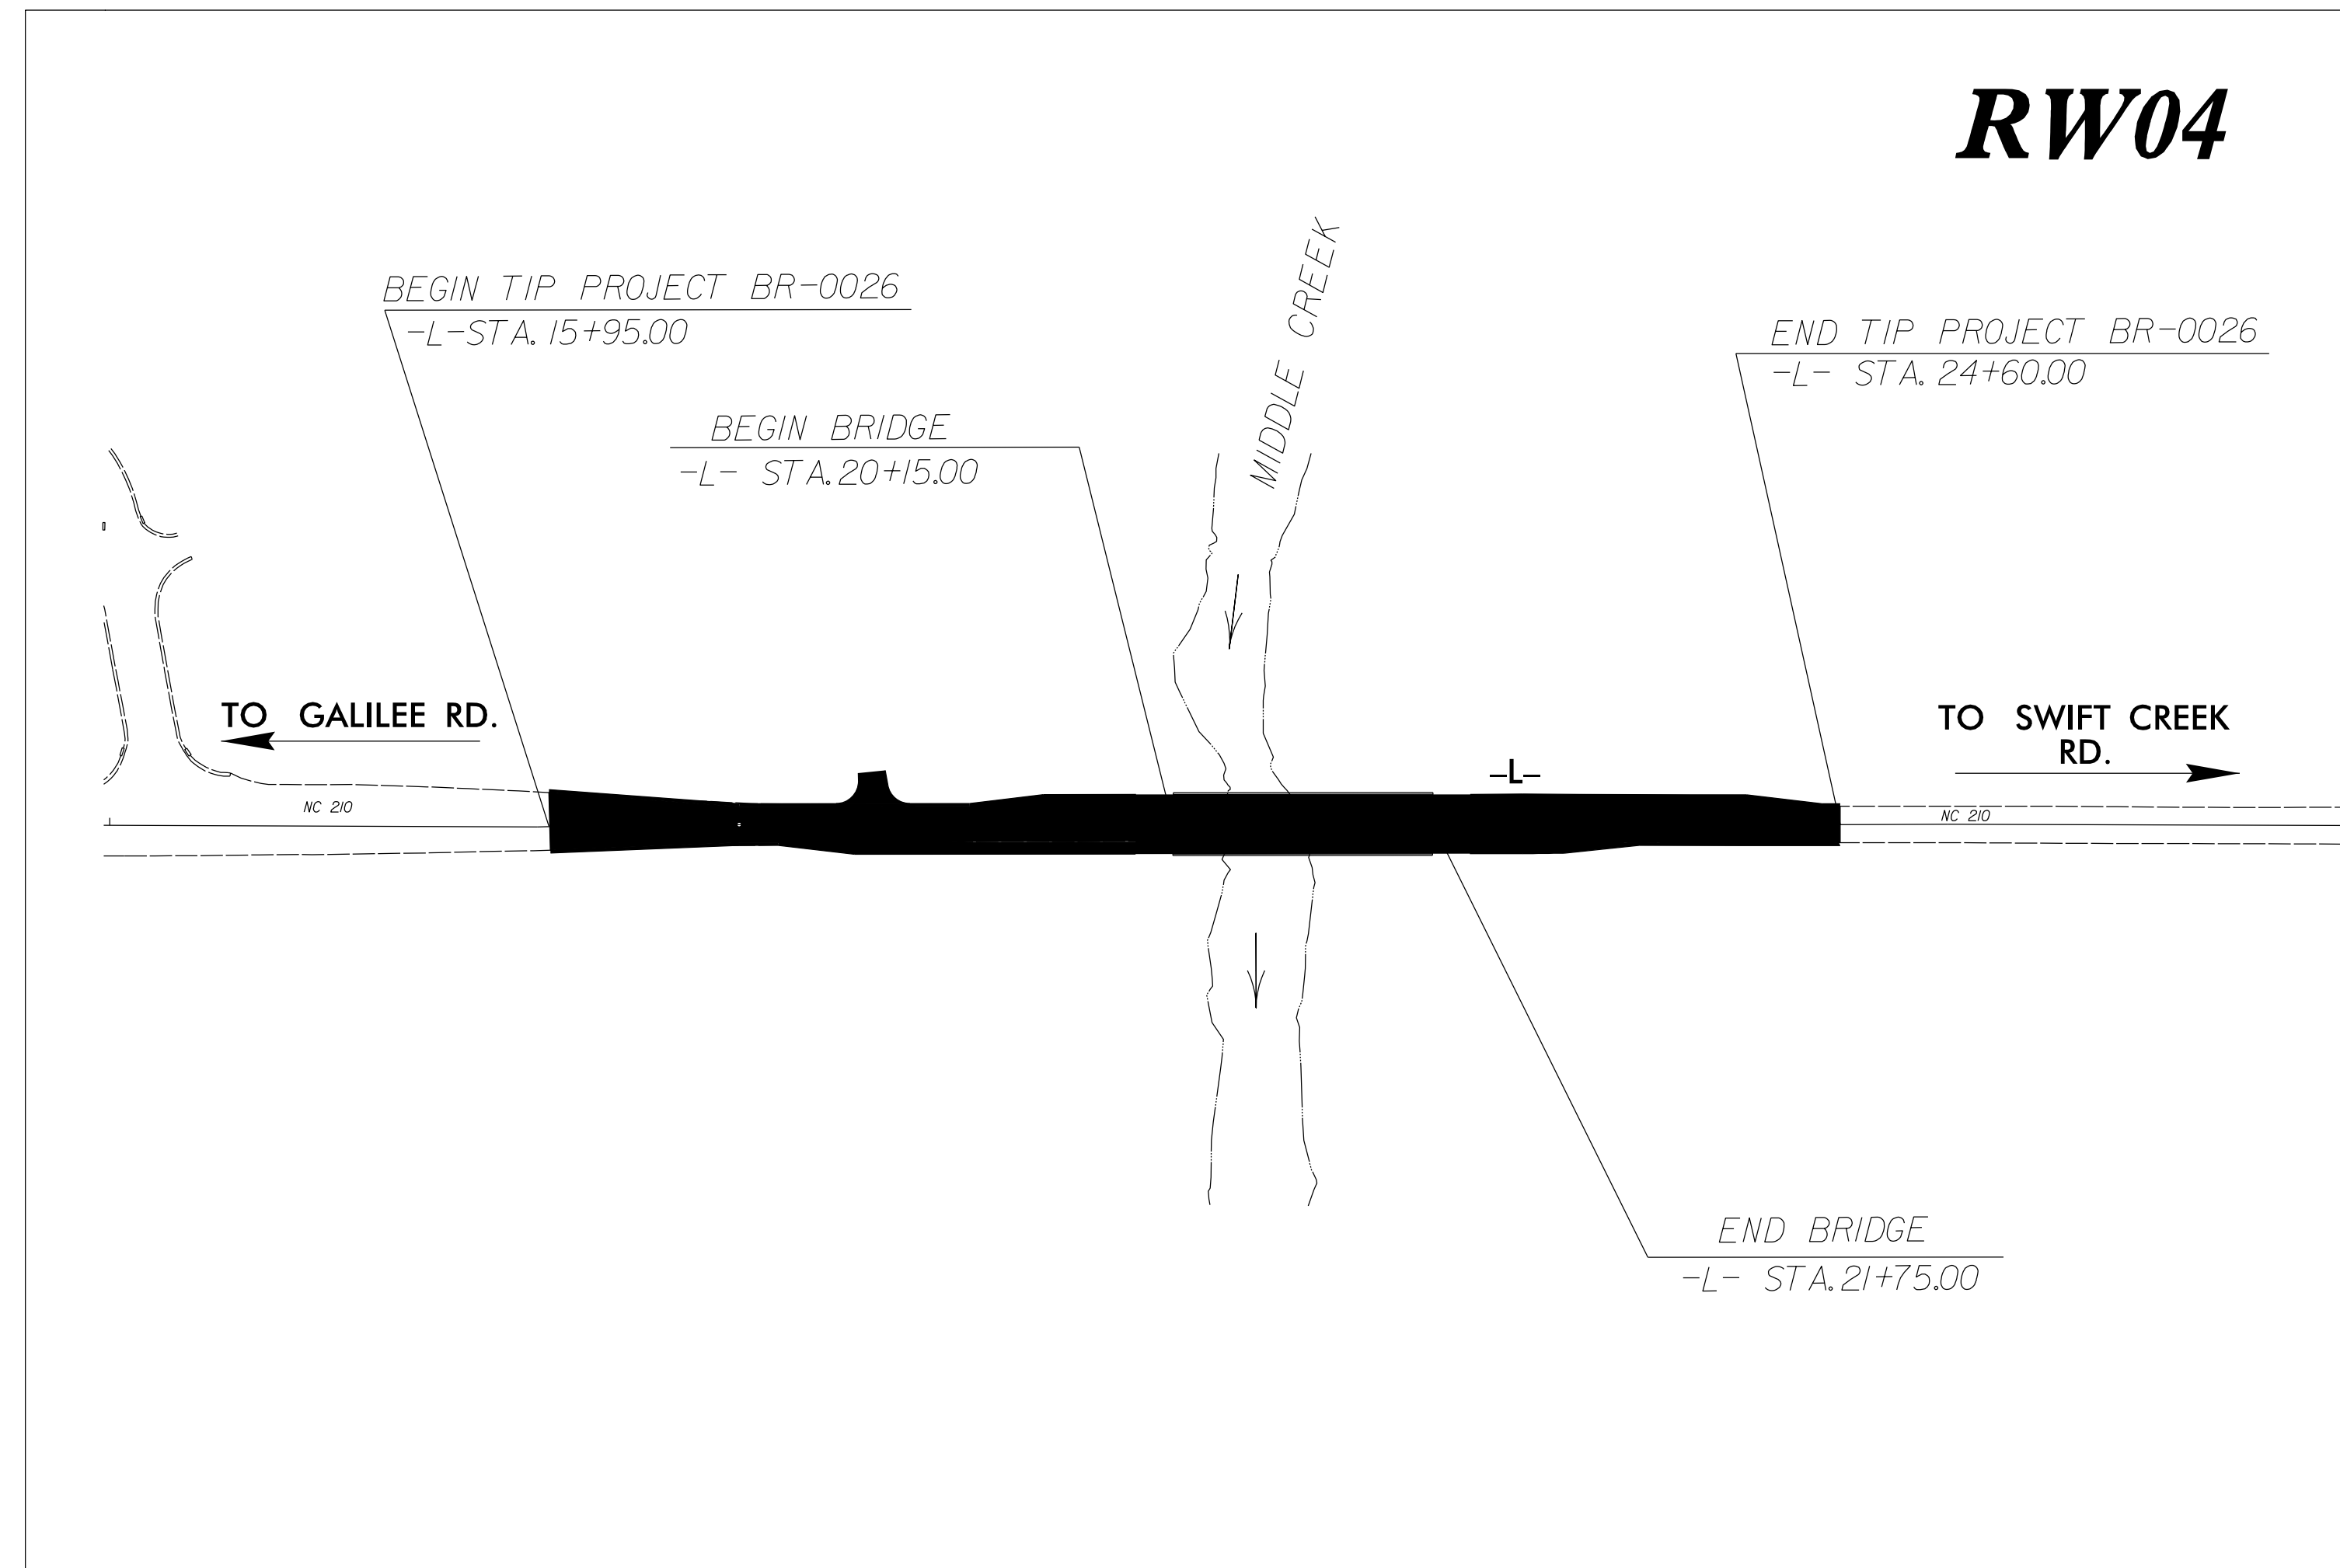 RW04
BEGIN TIP PROJECT BR-0026
-L-STA. 15+95.00
END TIP PROJECT BR-0026
-L- STA. 24+60.00
BEGIN BRIDGE
-L- STA. 20+15.00
MIDDLE CREEK
TO GALILEE RD.
TO SWIFT CREEK
RD.
-L-
NC 210
NC 210
END BRIDGE
-L- STA. 21+75.00